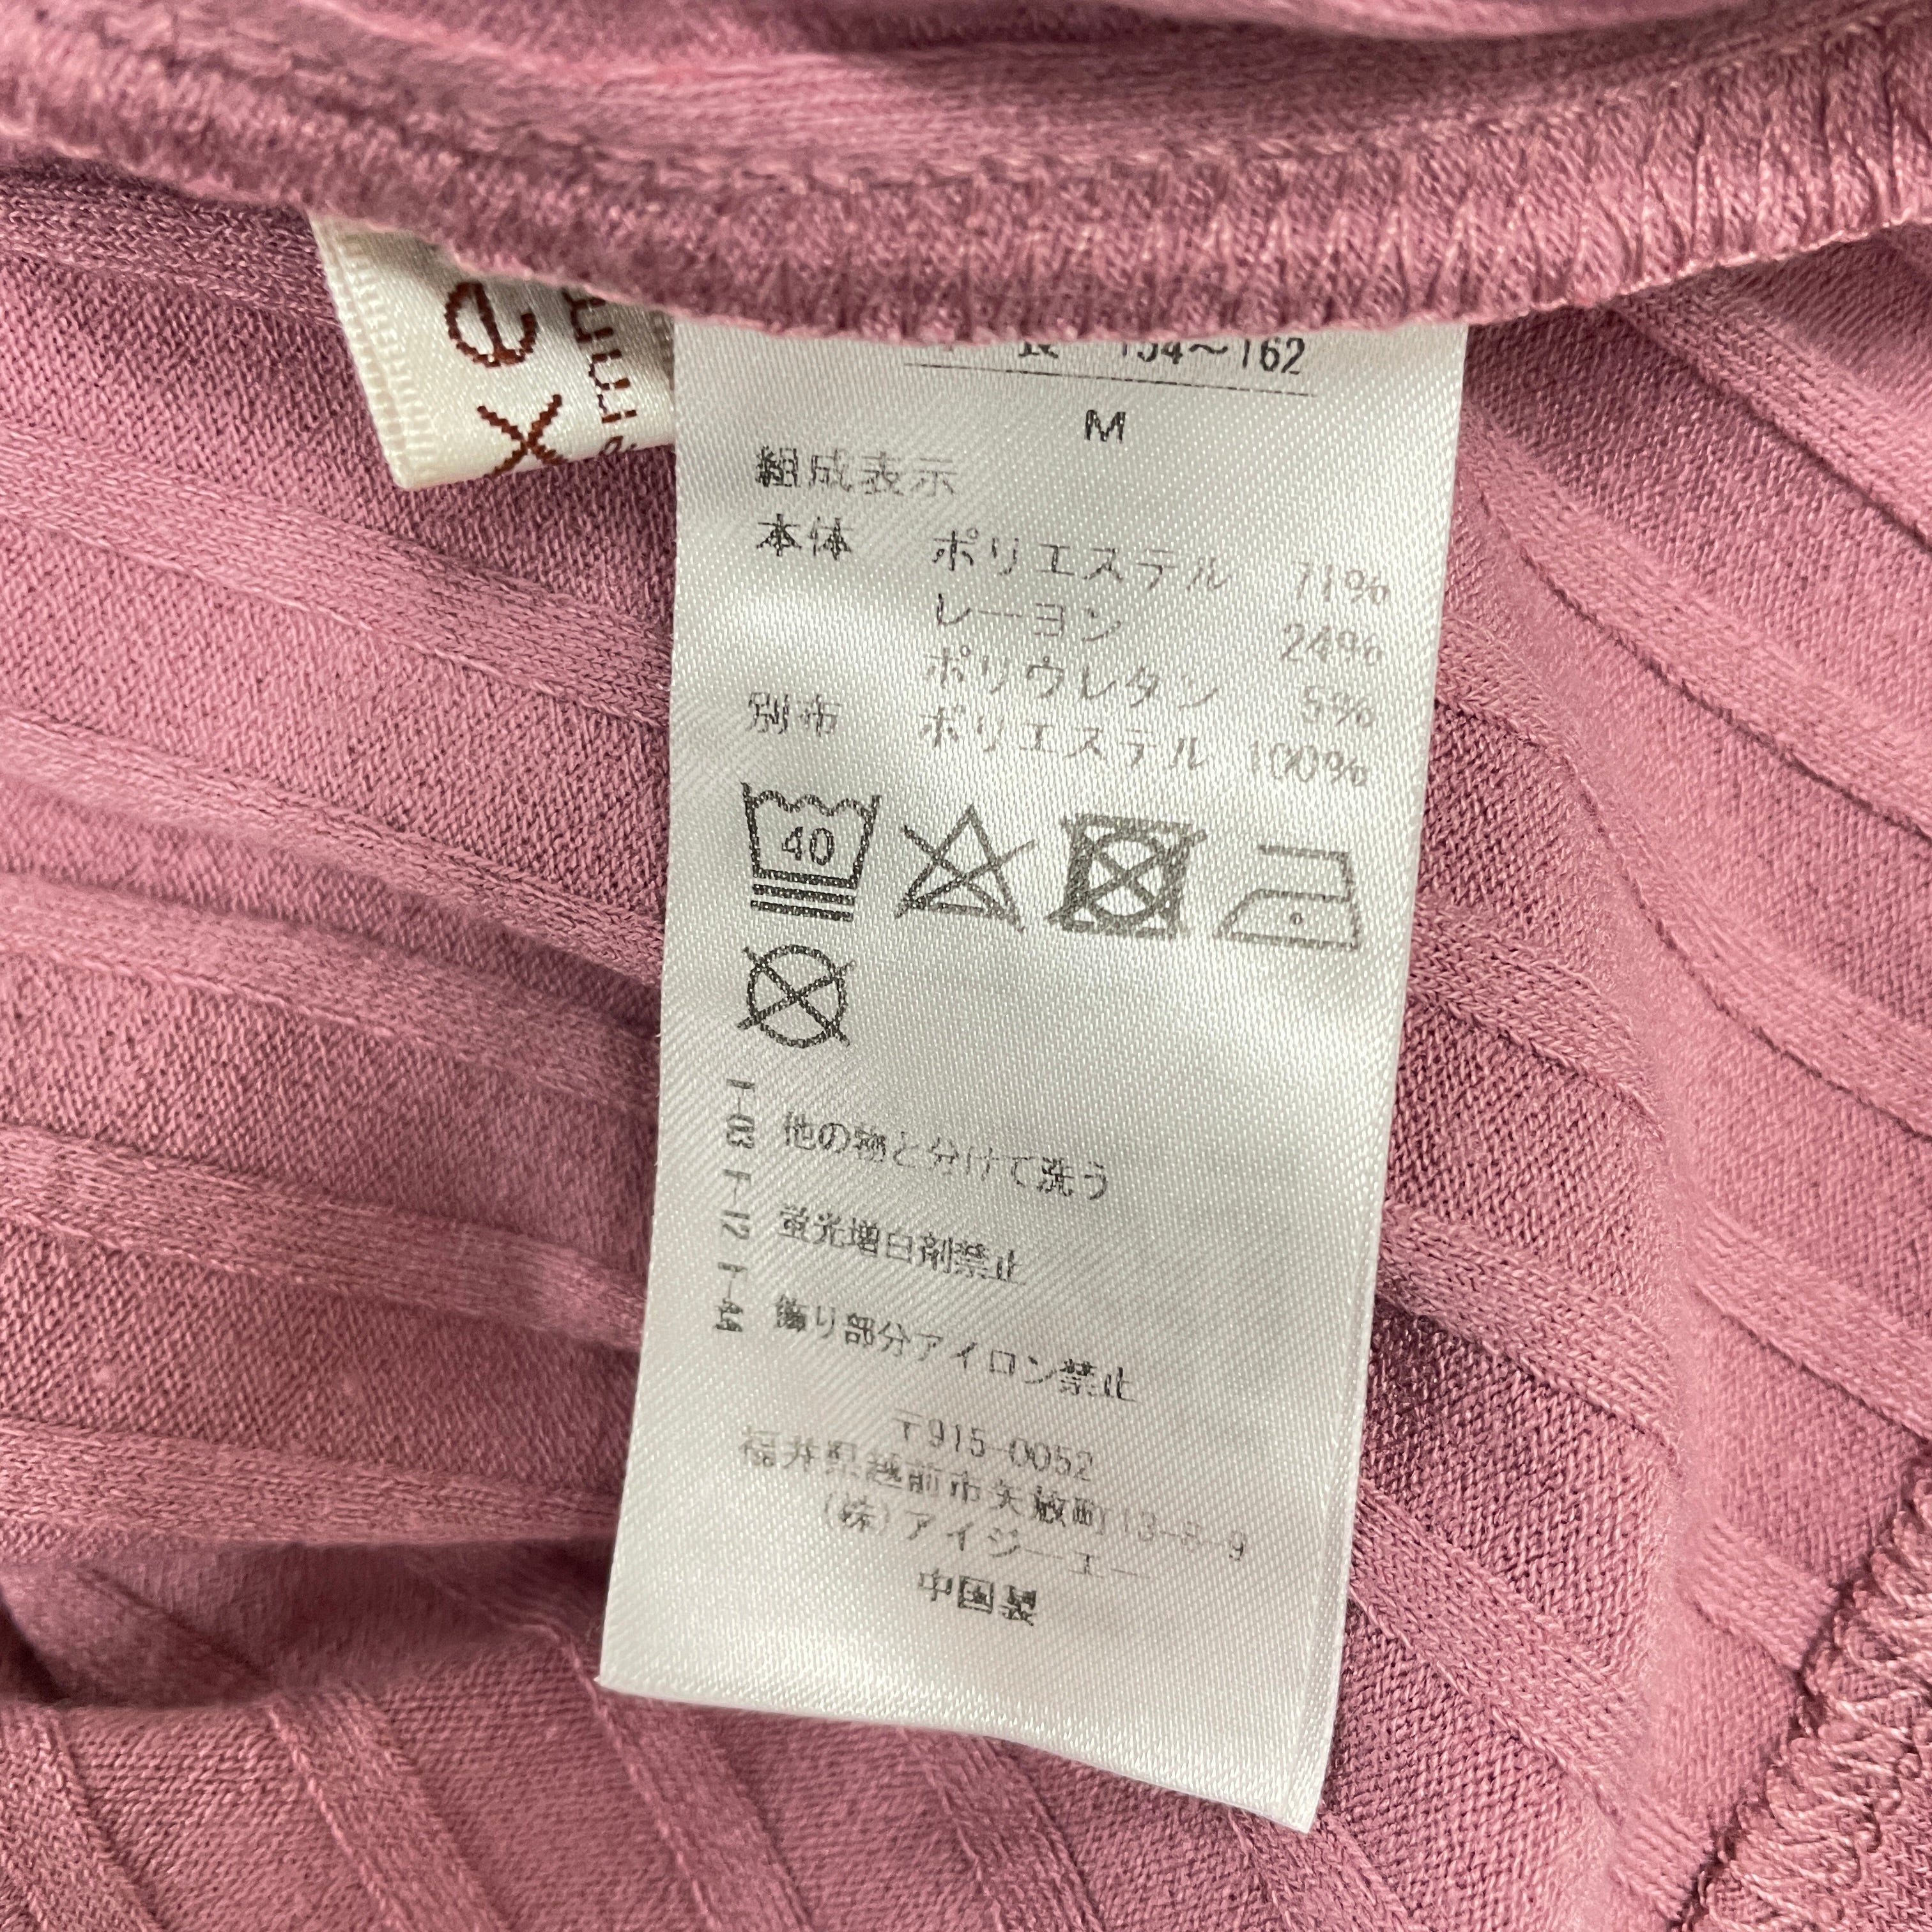 xe
154〜162
M
組成表示
本体 ポリエステル 71%
レーヨン 24%
ポリウレタン 5%
別布 ポリエステル 100%
40
他の物と分けて洗う
蛍光増白剤禁止
飾り部分アイロン禁止
〒915-0052
福井県越前市矢放町13-8-9
(株)アイジーエー
中国製